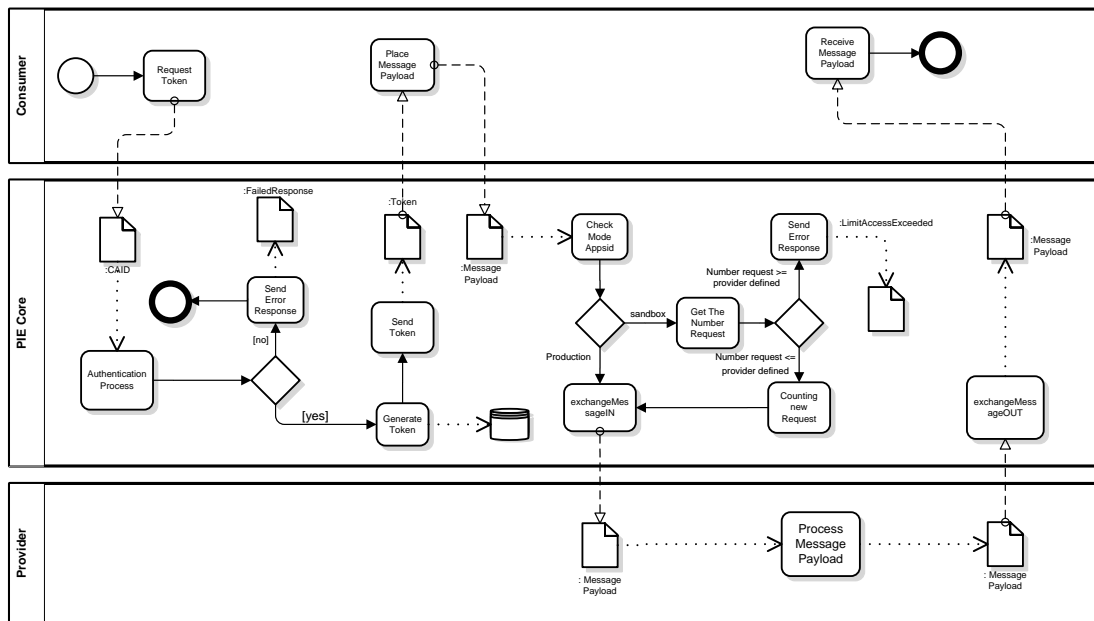 Consumer
Request
Token
Place
Message
Payload
Receive
Message
Payload
PIE Core
:CAID
:FailedResponse
Send
Error
Response
[no]
Authentication
Process
[yes]
:Token
Send
Token
Generate
Token
:Message
Payload
Check
Mode
Appsid
sandbox
Production
Get The
Number
Request
Send
Error
Response
:LimitAccessExceeded
Number request >=
provider defined
Number request <=
provider defined
exchangeMes
sageIN
Counting
new
Request
:Message
Payload
exchangeMess
ageOUT
Provider
: Message
Payload
Process
Message
Payload
: Message
Payload